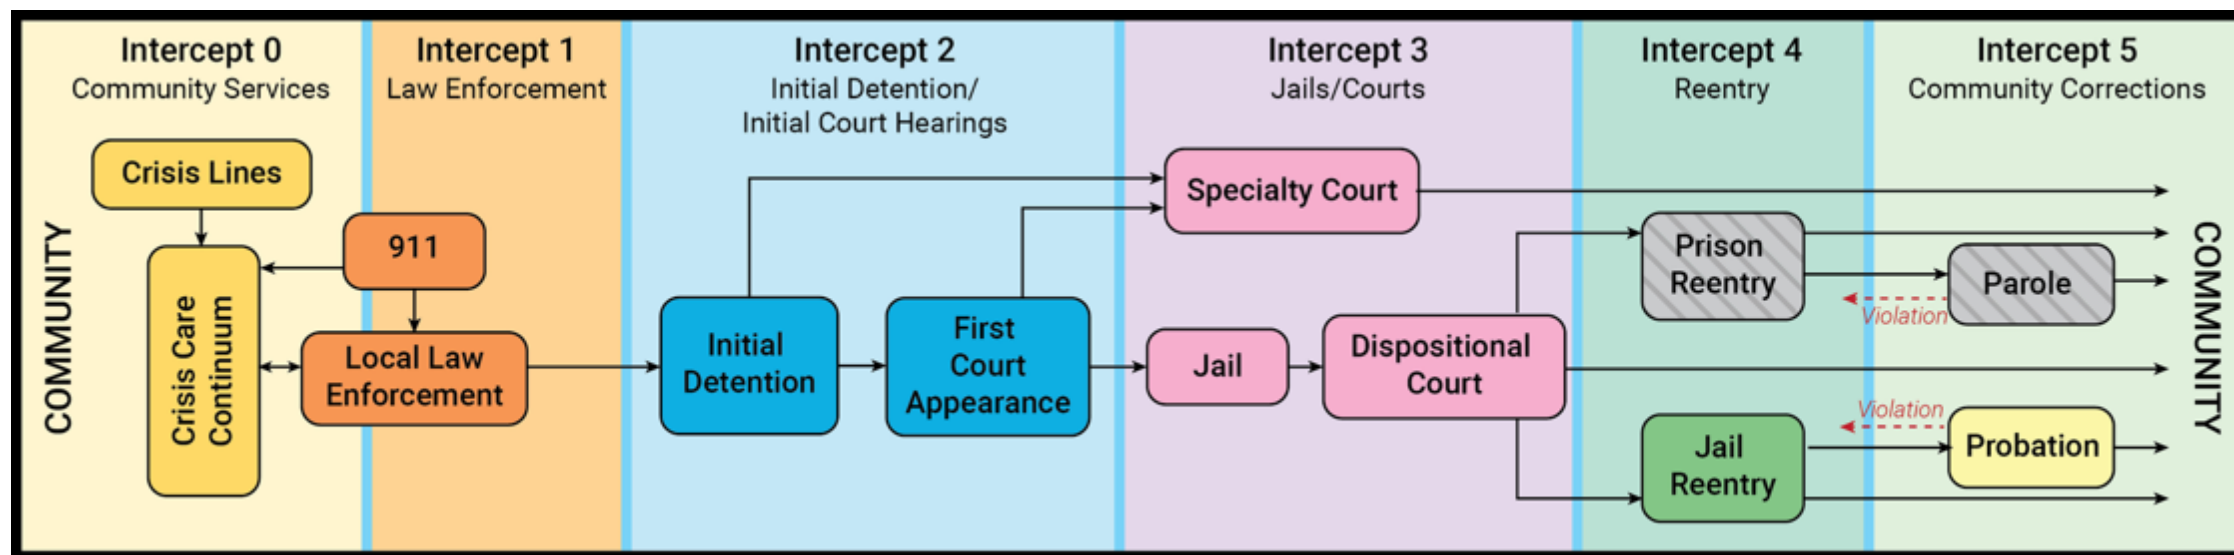 Intercept 0
Community Services
Intercept 1
Law Enforcement
Intercept 2
Initial Detention/
Initial Court Hearings
Intercept 3
Jails/Courts
Intercept 4
Reentry
Intercept 5
Community Corrections
COMMUNITY
Crisis Lines
Crisis Care
Continuum
911
Local Law
Enforcement
Initial
Detention
First
Court
Appearance
Specialty Court
Jail
Dispositional
Court
Prison
Reentry
Parole
Violation
Violation
Jail
Reentry
Probation
COMMUNITY